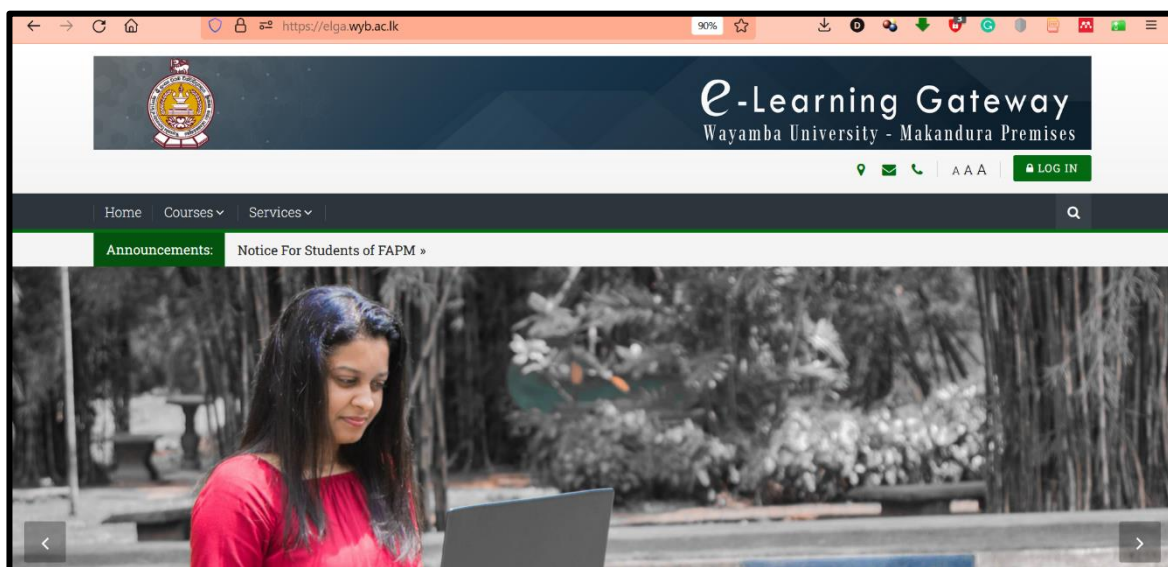 https://elga.wyb.ac.lk
90%
e-Learning Gateway
Wayamba University - Makandura Premises
A A A
LOG IN
Home Courses Services
Announcements: Notice For Students of FAPM »